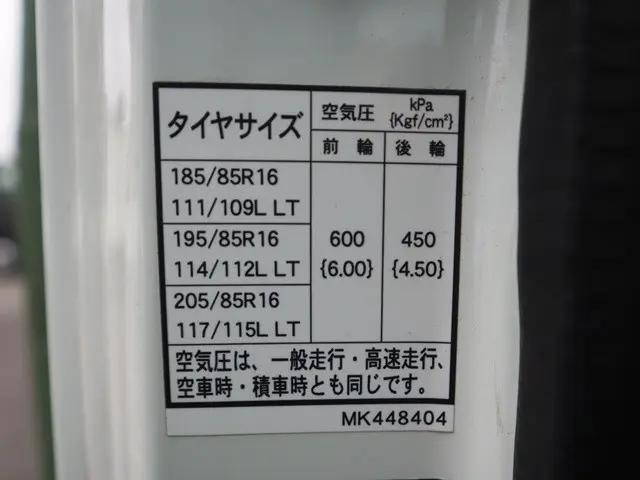 タイヤサイズ
空気圧 kPa
{Kgf/cm²}
前輪 後輪
185/85R16
111/109L LT
195/85R16
114/112L LT
205/85R16
117/115L LT
600 450
{6.00} {4.50}
空気圧は、一般走行・高速走行、
空車時・積車時とも同じです。
MK448404